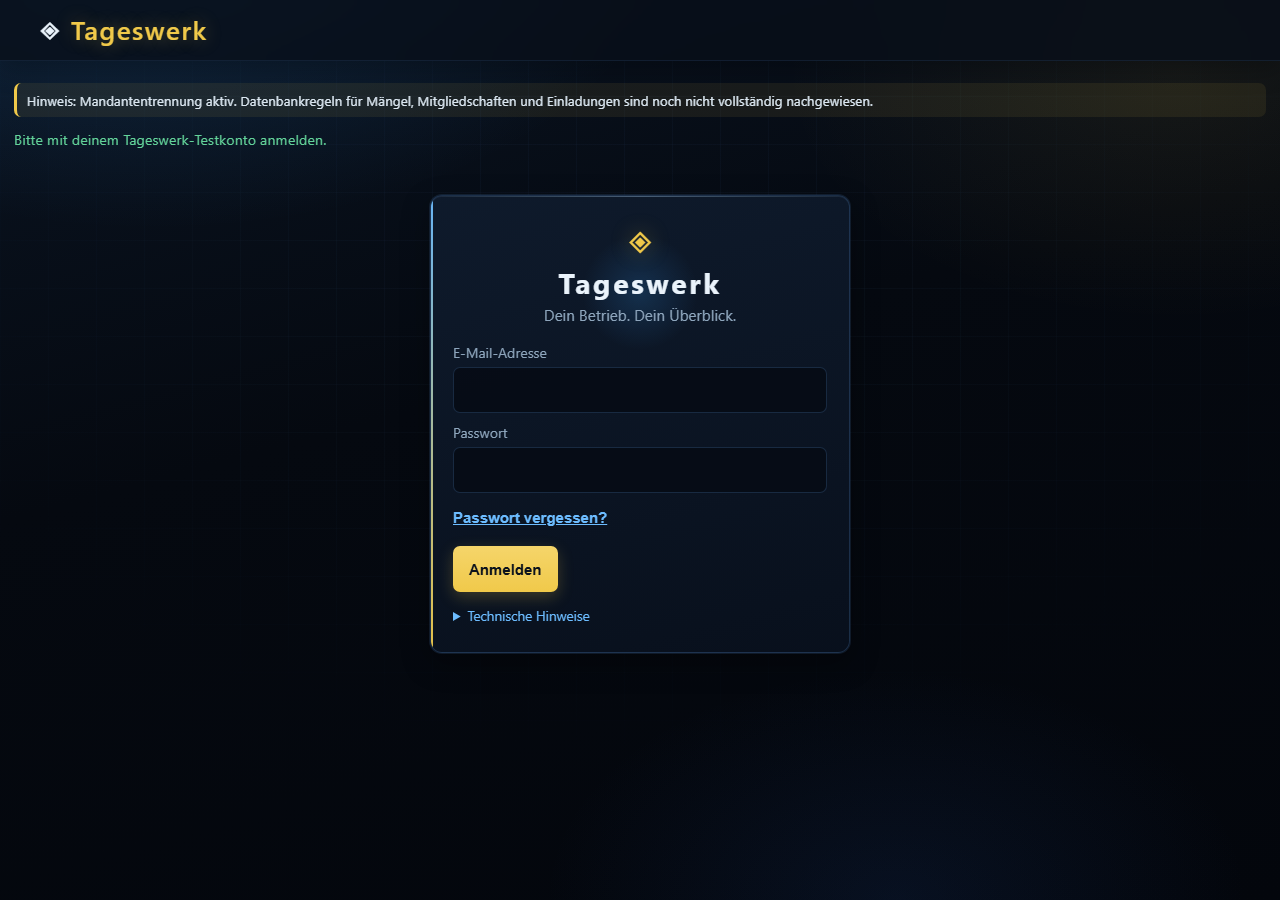 Tageswerk
Hinweis: Mandantentrennung aktiv. Datenbankregeln für Mängel, Mitgliedschaften und Einladungen sind noch nicht vollständig nachgewiesen.
Bitte mit deinem Tageswerk-Testkonto anmelden.
Tageswerk
Dein Betrieb. Dein Überblick.
E-Mail-Adresse
Passwort
Passwort vergessen?
Anmelden
Technische Hinweise